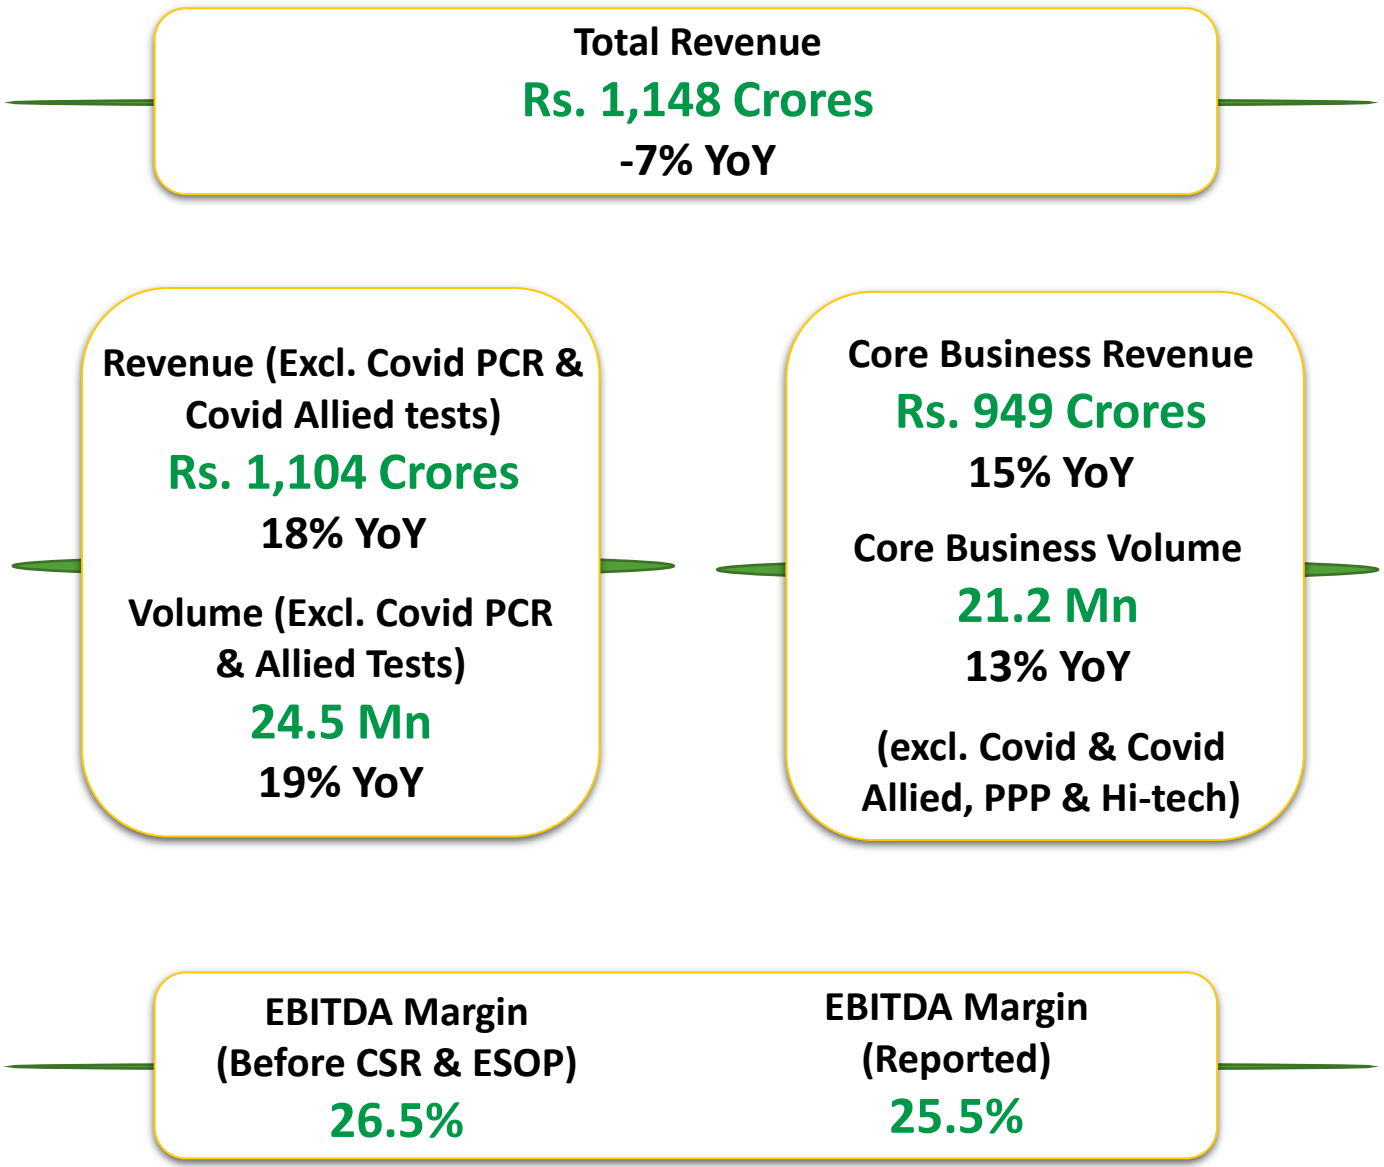 Total Revenue
Rs. 1,148 Crores
-7% YoY
Revenue (Excl. Covid PCR &
Covid Allied tests)
Rs. 1,104 Crores
18% YoY
Volume (Excl. Covid PCR
& Allied Tests)
24.5 Mn
19% YoY
Core Business Revenue
Rs. 949 Crores
15% YoY
Core Business Volume
21.2 Mn
13% YoY
(excl. Covid & Covid
Allied, PPP & Hi-tech)
EBITDA Margin
(Before CSR & ESOP)
26.5%
EBITDA Margin
(Reported)
25.5%